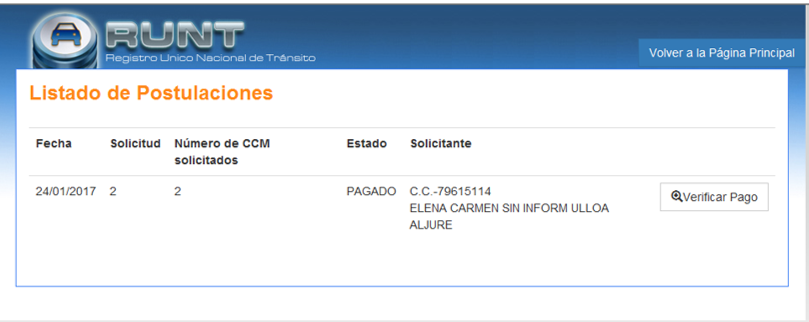 RUNT
Registro Unico Nacional de Tránsito
Volver a la Página Principal
Listado de Postulaciones
Fecha Solicitud Número de CCM Estado Solicitante
solicitados
24/01/2017 2 2 PAGADO C.C.-79615114 Verificar Pago
ELENA CARMEN SIN INFORM ULLOA
ALJURE